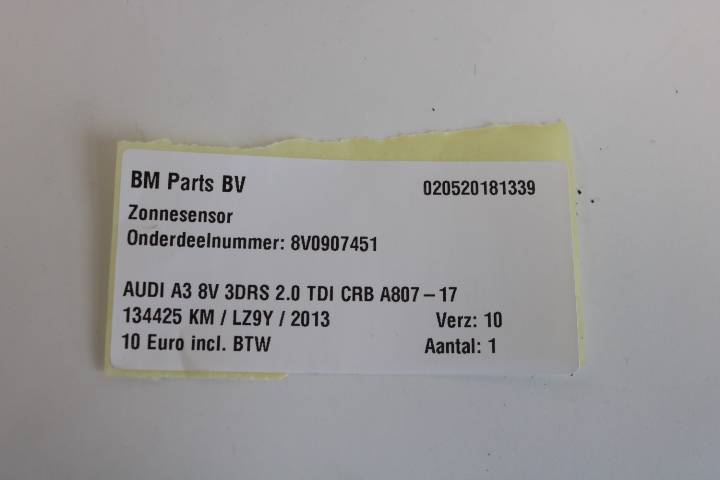 BM Parts BV 020520181339
Zonnesensor
Onderdeelnummer: 8V0907451
AUDI A3 8V 3DRS 2.0 TDI CRB A807-17
134425 KM / LZ9Y / 2013 Verz: 10
10 Euro incl. BTW Aantal: 1